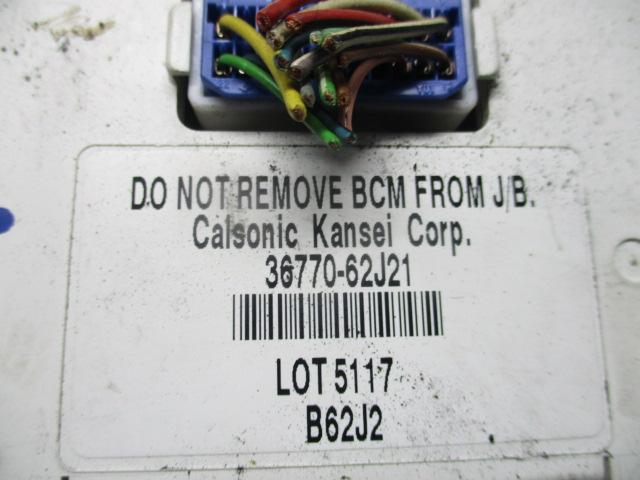 DO NOT REMOVE BCM FROM J/B.
Calsonic Kansei Corp.
36770-62J21
LOT 5117
B62J2